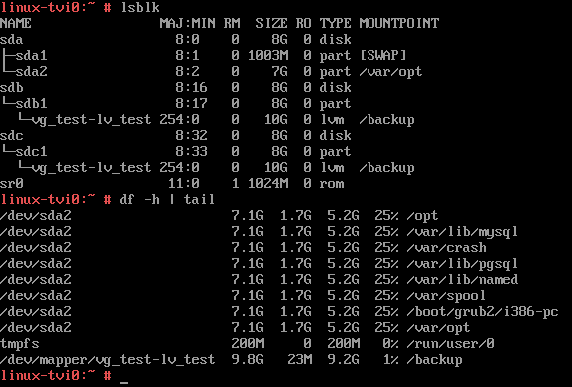 linux-tvi0:~ # lsblk
NAME                MAJ:MIN RM  SIZE RO TYPE MOUNTPOINT
sda                   8:0    0    8G  0 disk
├─sda1                8:1    0 1003M  0 part [SWAP]
└─sda2                8:2    0    7G  0 part /var/opt
sdb                   8:16   0    8G  0 disk
└─sdb1                8:17   0    8G  0 part
  └─vg_test-lv_test 254:0    0   10G  0 lvm  /backup
sdc                   8:32   0    8G  0 disk
└─sdc1                8:33   0    8G  0 part
  └─vg_test-lv_test 254:0    0   10G  0 lvm  /backup
sr0                  11:0    1 1024M  0 rom
linux-tvi0:~ # df -h | tail
/dev/sda2                    7.1G  1.7G  5.2G  25% /opt
/dev/sda2                    7.1G  1.7G  5.2G  25% /var/lib/mysql
/dev/sda2                    7.1G  1.7G  5.2G  25% /var/crash
/dev/sda2                    7.1G  1.7G  5.2G  25% /var/lib/pgsql
/dev/sda2                    7.1G  1.7G  5.2G  25% /var/lib/named
/dev/sda2                    7.1G  1.7G  5.2G  25% /var/spool
/dev/sda2                    7.1G  1.7G  5.2G  25% /boot/grub2/i386-pc
/dev/sda2                    7.1G  1.7G  5.2G  25% /var/opt
tmpfs                        200M     0  200M   0% /run/user/0
/dev/mapper/vg_test-lv_test  9.8G   23M  9.2G   1% /backup
linux-tvi0:~ # _